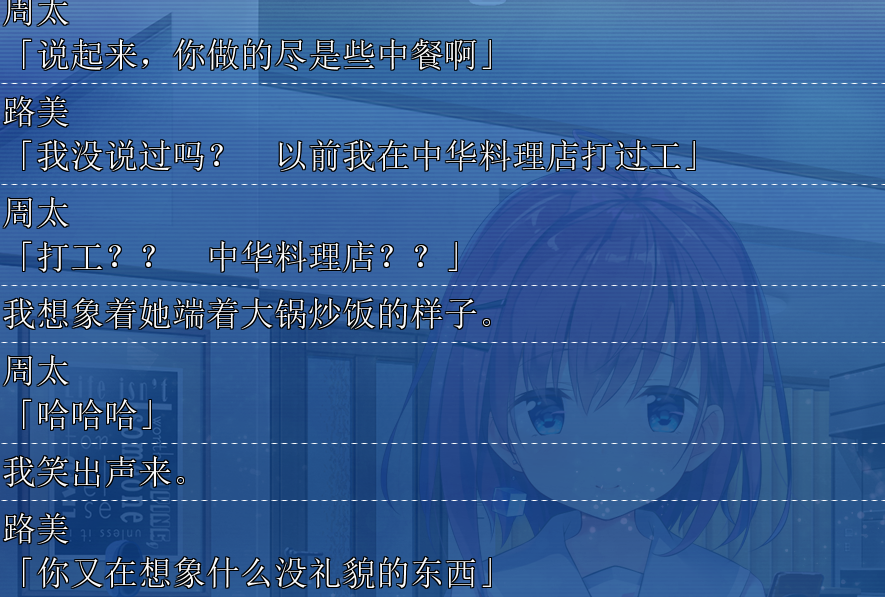 周太
「说起来，你做的尽是些中餐啊」
路美
「我没说过吗？　以前我在中华料理店打过工」
周太
「打工？？　中华料理店？？」
我想象着她端着大锅炒饭的样子。
周太
「哈哈哈」
我笑出声来。
路美
「你又在想象什么没礼貌的东西」